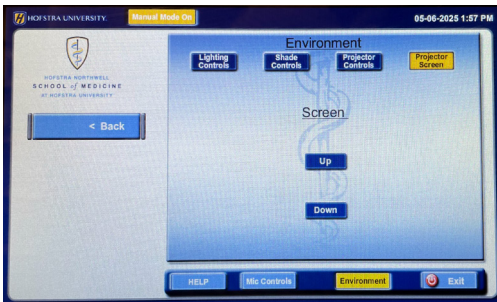 HOFSTRA UNIVERSITY.
Manual Mode On
05-06-2025 1:57 PM
HOFSTRA NORTHWELL
SCHOOL of MEDICINE
AT HOFSTRA UNIVERSITY
< Back
Environment
Lighting Controls
Shade Controls
Projector Controls
Projector Screen
Screen
Up
Down
HELP
Mic Controls
Environment
Exit